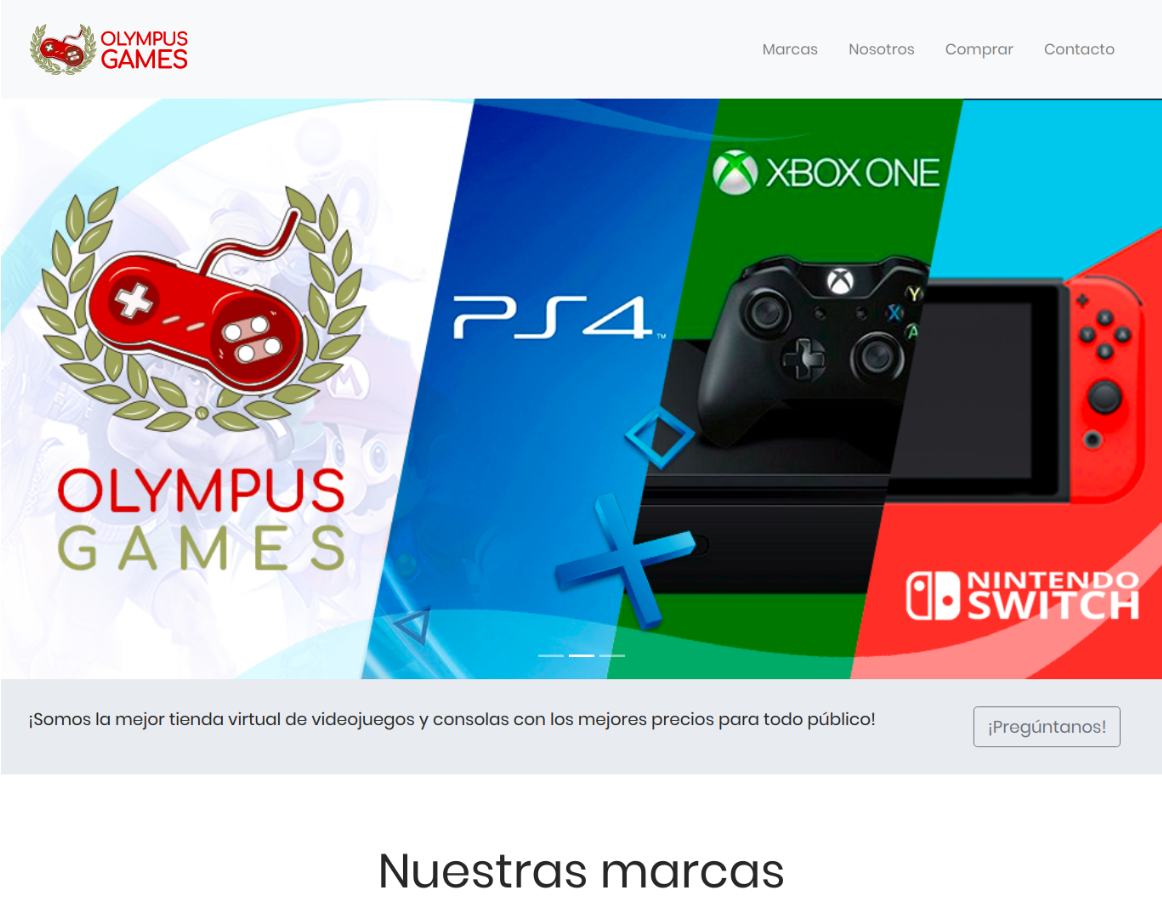 OLYMPUS
GAMES
Marcas
Nosotros
Comprar
Contacto
OLYMPUS
GAMES
PS4™
XBOX ONE
Y
X
A
NINTENDO
SWITCH
¡Somos la mejor tienda virtual de videojuegos y consolas con los mejores precios para todo público!
¡Pregúntanos!
Nuestras marcas